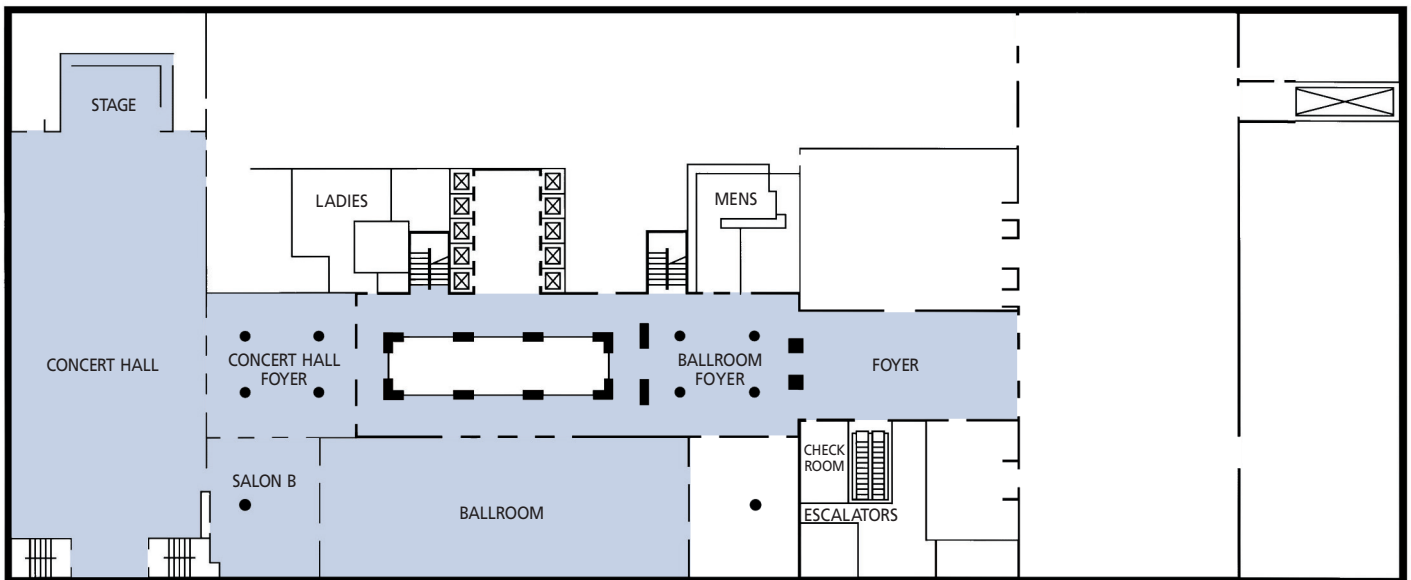 STAGE
LADIES
MENS
CONCERT HALL
CONCERT HALL
FOYER
BALLROOM
FOYER
FOYER
CHECK
ROOM
SALON B
BALLROOM
ESCALATORS